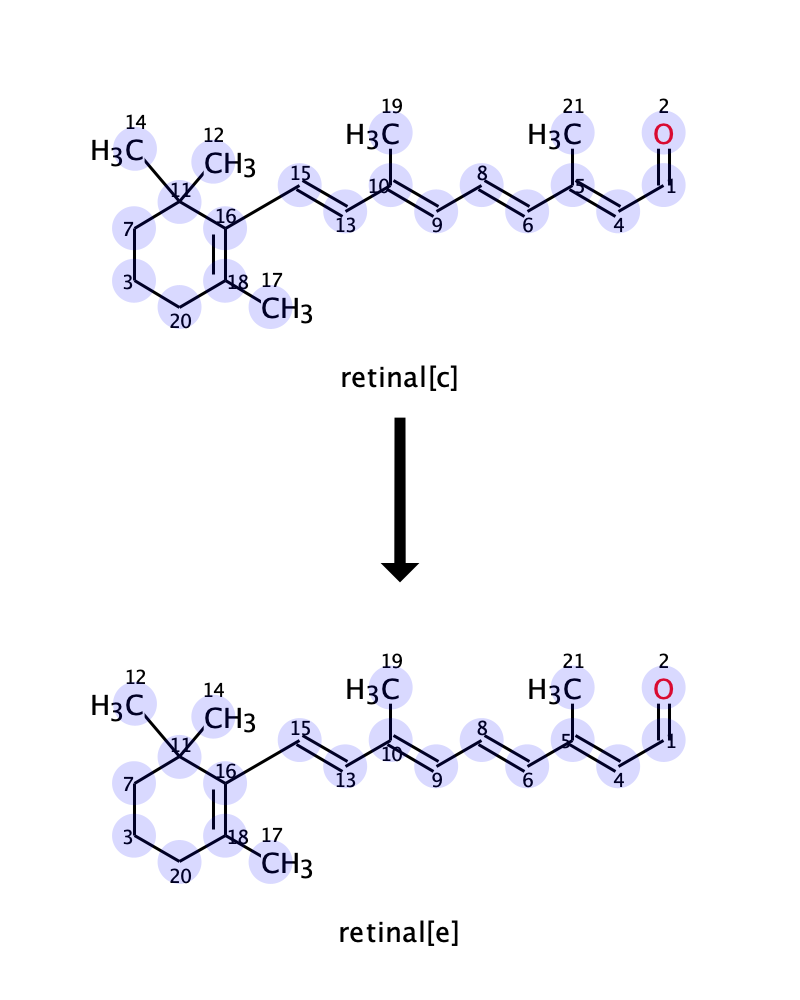 14 19 21 2
12
H3C CH3 H3C H3C O
15 10 8 5 1
11 16 13 9 6 4
7
3 18 17
20 CH3
retinal[c]
12 19 21 2
14
H3C CH3 H3C H3C O
15 10 8 5 1
11 16 13 9 6 4
7
3 18 17
20 CH3
retinal[e]